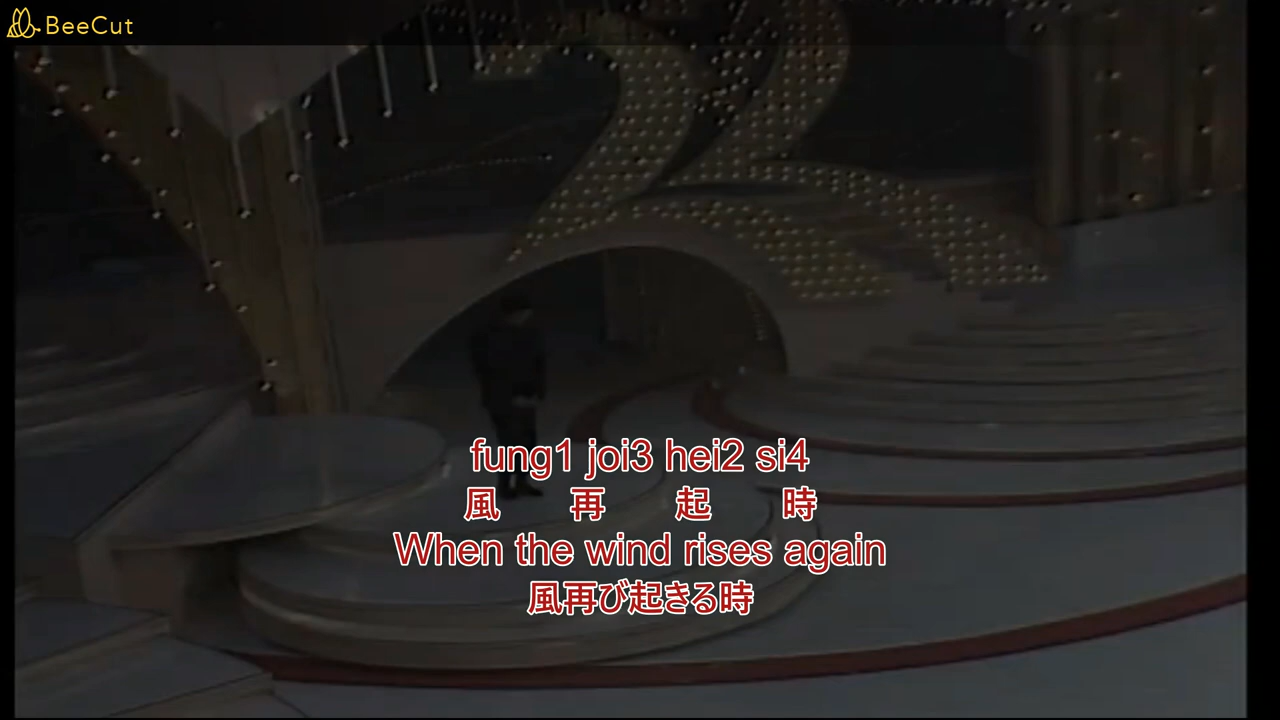 BeeCut
fung1 joi3 hei2 si4
風 再 起 時
When the wind rises again
風再び起きる時